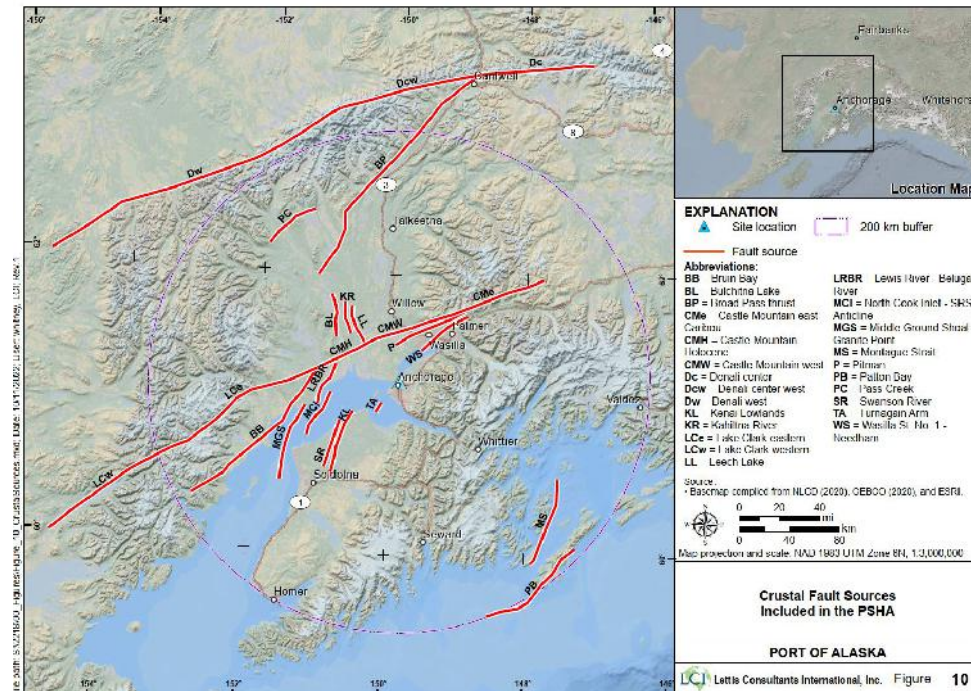 -156°
-154°
-152°
-150°
-148°
-146°
Dc
Dcw
Cantwell
Dw
BP
8
3
PC
Talkeetna
KR
BL
LL
Willow
CMe
CMW
CMH
P
Palmer
Wasilla
WS
LRBR
Anchorage
LCe
MCI
KL
TA
BB
MGS
SR
Valdez
Whittier
LCw
Soldotna
1
MS
Seward
PB
Homer
-154°
-152°
-150°
-148°
Fairbanks
Anchorage
Whitehors
Location Map
EXPLANATION
Site location
200 km buffer
Fault source
Abbreviations:
BB Bruin Bay
BL Bulchitna Lake
BP = Broad Pass thrust
CMe Castle Mountain east
Caribou
CMH = Castle Mountain
Holocene
CMW = Castle Mountain west
Dc = Denali center
Dcw Denali center west
Dw Denali west
KL Kenai Lowlands
KR = Kahiltna River
LCe = Lake Clark eastern
LCw = Lake Clark western
LL Leech Lake
LRBR Lewis River - Beluga
River
MCI = North Cook Inlet - SRS
Anticline
MGS = Middle Ground Shoal
Granite Point
MS = Montague Strait
P = Pitman
PB = Patton Bay
PC Pass Creek
SR Swanson River
TA Turnagain Arm
WS = Wasilla St. No. 1 -
Needham
Source:
• Basemap compiled from NLCD (2020), GEBCO (2020), and ESRI.
0 20 40
mi
km
0 40 80
Map projection and scale: NAD 1983 UTM Zone 6N, 1:3,000,000
Crustal Fault Sources
Included in the PSHA
PORT OF ALASKA
LCI Lettis Consultants International, Inc. Figure 10